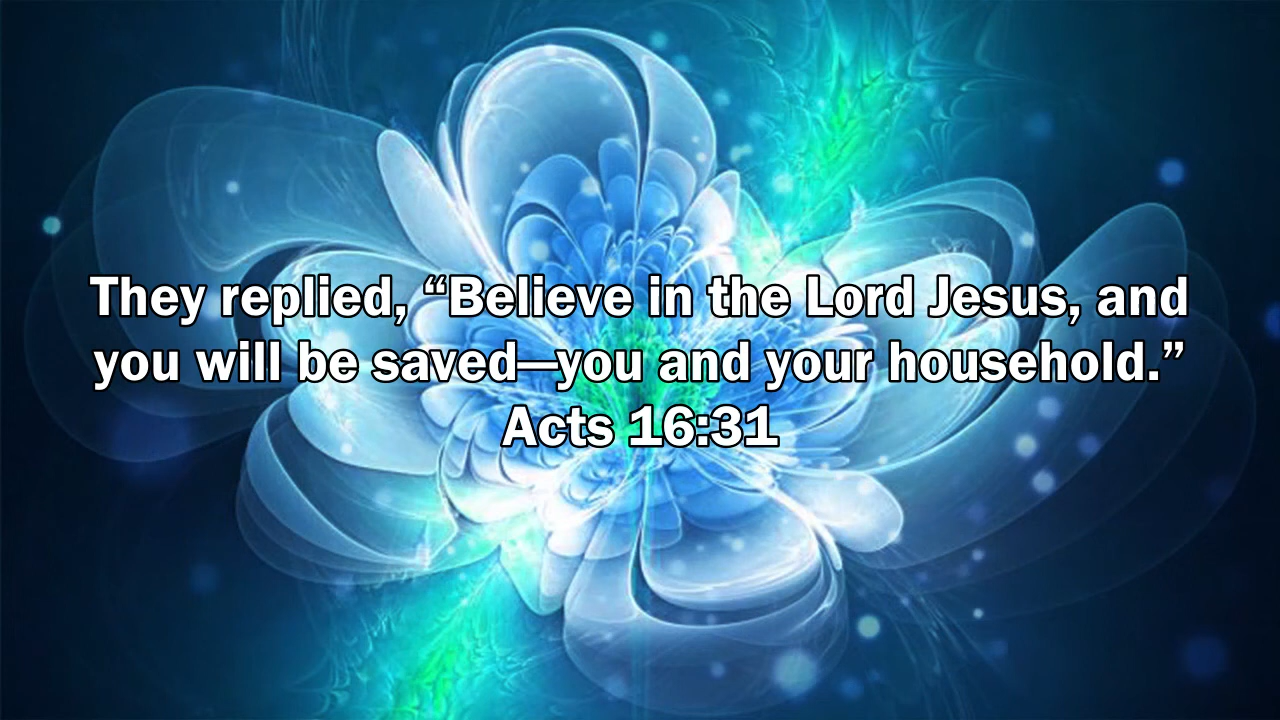 They replied, “Believe in the Lord Jesus, and
you will be saved—you and your household.”
Acts 16:31